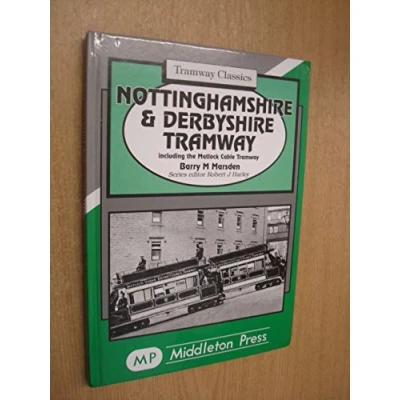 Tramway Classics
NOTTINGHAMSHIRE
& DERBYSHIRE
TRAMWAY
including the Matlock Cable Tramway
Barry M Marsden
Series editor Robert J Harley
MP Middleton Press